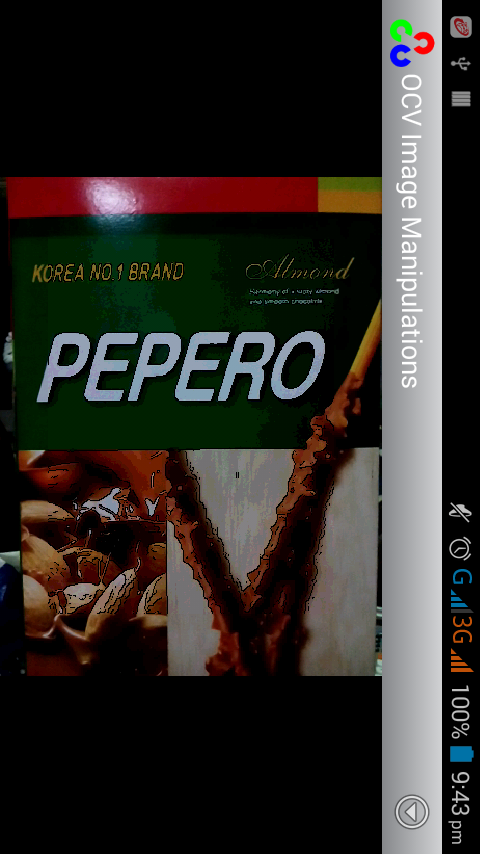 G 3G 100% 9:43 pm
OCV Image Manipulations
KOREA NO.1 BRAND
Almond
Harmony of a nutty almond
and smooth chocolate
PEPERO